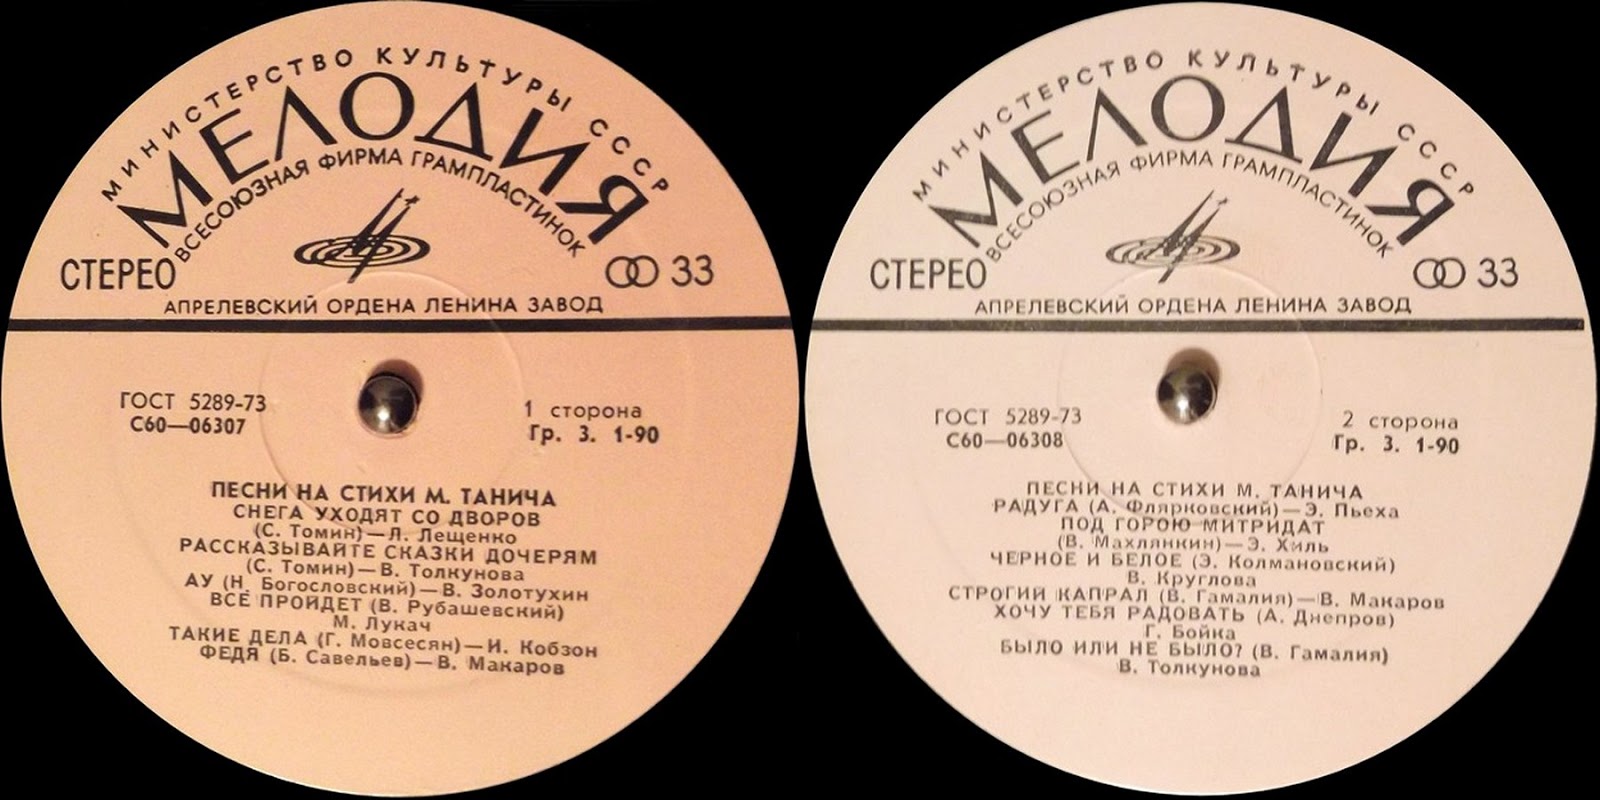 МИНИСТЕРСТВО КУЛЬТУРЫ СССР
МЕЛОДИЯ
ВСЕСОЮЗНАЯ ФИРМА ГРАМПЛАСТИНОК
СТЕРЕО
33
АПРЕЛЕВСКИЙ ОРДЕНА ЛЕНИНА ЗАВОД
ГОСТ 5289-73
С60—06307
1 сторона
Гр. 3. 1-90
ПЕСНИ НА СТИХИ М. ТАНИЧА
СНЕГА УХОДЯТ СО ДВОРОВ
(С. Томин)—Л. Лещенко
РАССКАЗЫВАЙТЕ СКАЗКИ ДОЧЕРЯМ
(С. Томин)—В. Толкунова
АУ (Н. Богословский)—В. Золотухин
ВСЕ ПРОЙДЕТ (В. Рубашевский)
М. Лукач
ТАКИЕ ДЕЛА (Г. Мовсесян)—И. Кобзон
ФЕДЯ (Б. Савельев)—В. Макаров
МИНИСТЕРСТВО КУЛЬТУРЫ СССР
МЕЛОДИЯ
ВСЕСОЮЗНАЯ ФИРМА ГРАМПЛАСТИНОК
СТЕРЕО
33
АПРЕЛЕВСКИЙ ОРДЕНА ЛЕНИНА ЗАВОД
ГОСТ 5289-73
С60—06308
2 сторона
Гр. 3. 1-90
ПЕСНИ НА СТИХИ М. ТАНИЧА
РАДУГА (А. Флярковский)—Э. Пьеха
ПОД ГОРОЮ МИТРИДАТ
(В. Махлянкин)—Э. Хиль
ЧЕРНОЕ И БЕЛОЕ (Э. Колмановский)
В. Круглова
СТРОГИЙ КАПРАЛ (В. Гамалия)—В. Макаров
ХОЧУ ТЕБЯ РАДОВАТЬ (А. Днепров)
Г. Бойка
БЫЛО ИЛИ НЕ БЫЛО? (В. Гамалия)
В. Толкунова